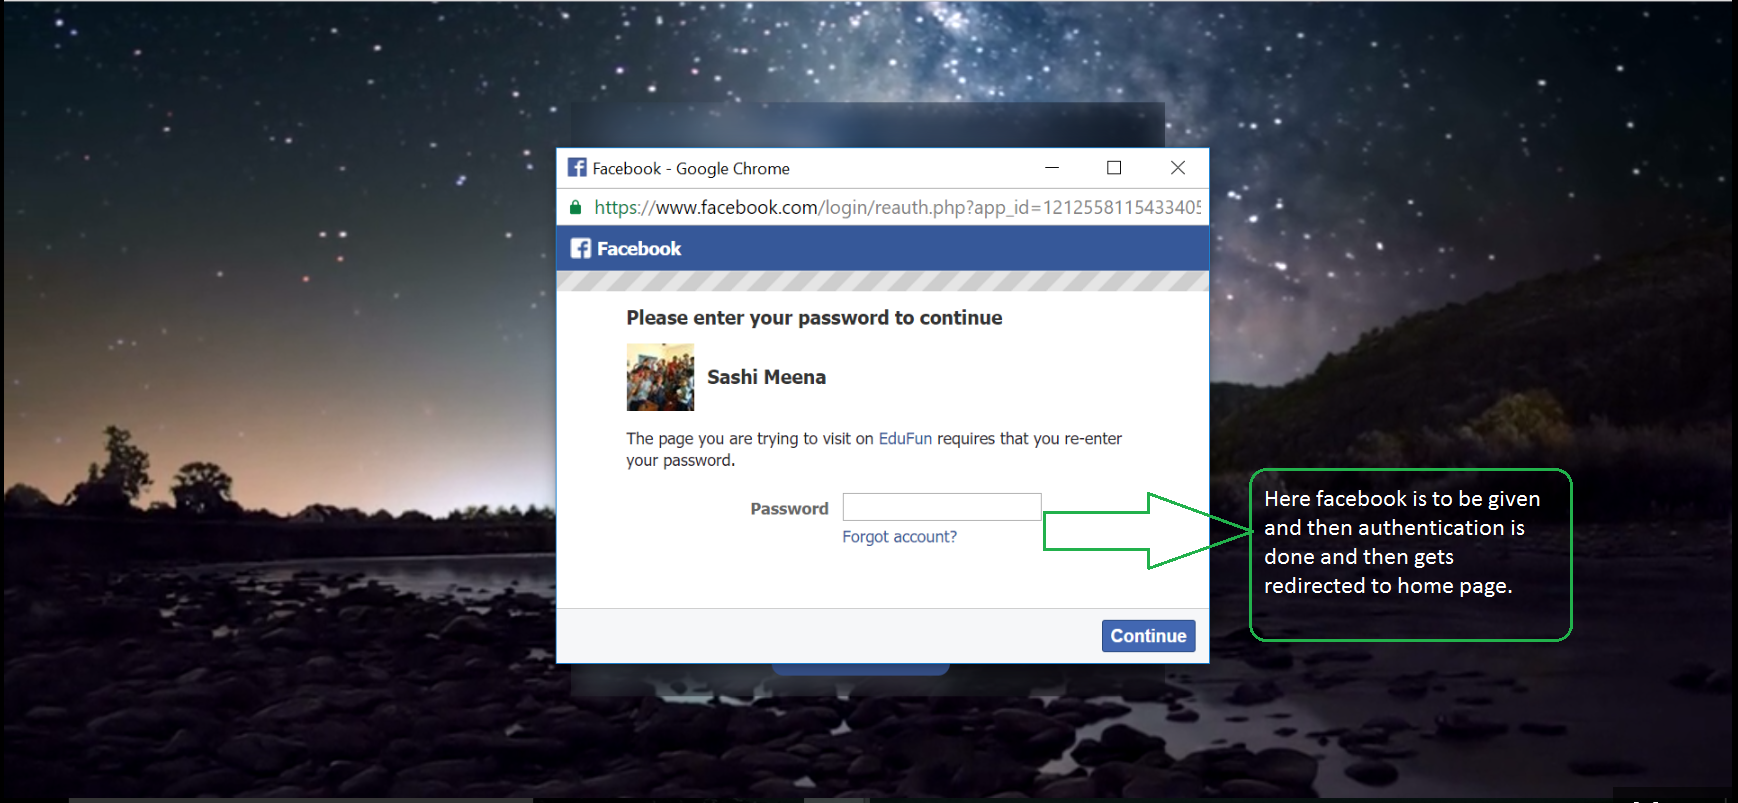 Facebook - Google Chrome
https://www.facebook.com/login/reauth.php?app_id=1212558115433405
Facebook
Please enter your password to continue
Sashi Meena
The page you are trying to visit on EduFun requires that you re-enter
your password.
Password
Forgot account?
Continue
Here facebook is to be given
and then authentication is
done and then gets
redirected to home page.